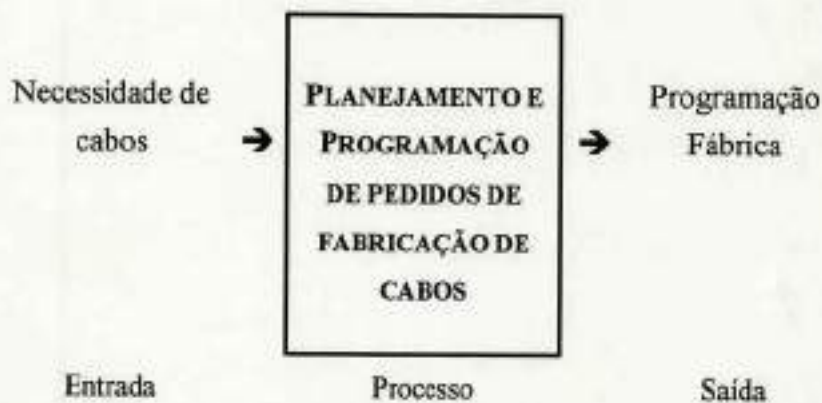 Necessidade de
cabos
➔
PLANEJAMENTO E
PROGRAMAÇÃO
DE PEDIDOS DE
FABRICAÇÃO DE
CABOS
➔
Programação
Fábrica
Entrada
Processo
Saída